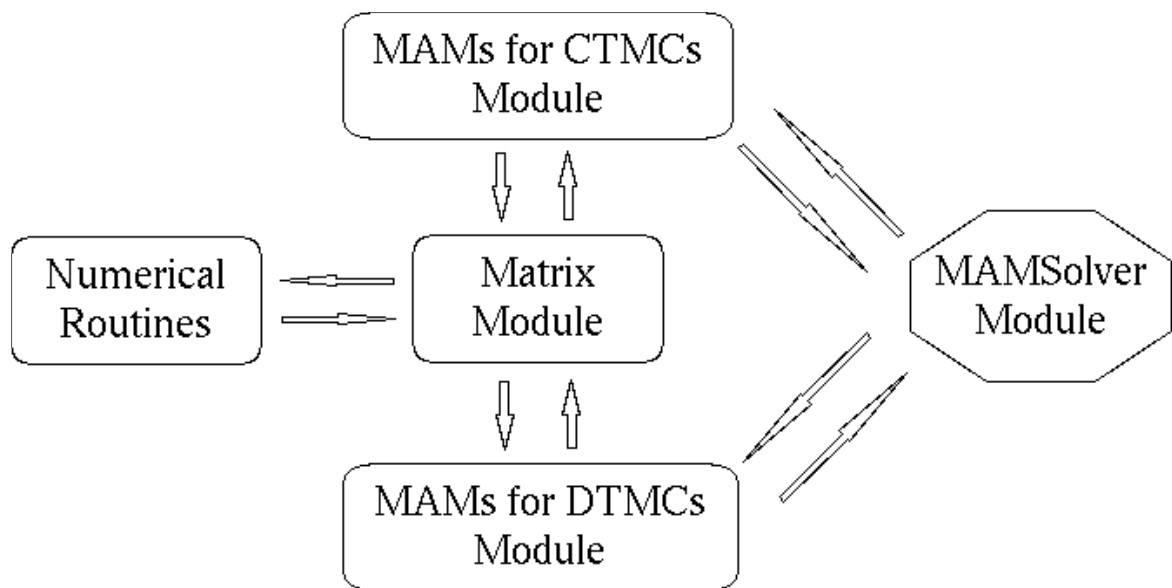 MAMs for CTMCs
Module
Numerical
Routines
Matrix
Module
MAMSolver
Module
MAMs for DTMCs
Module